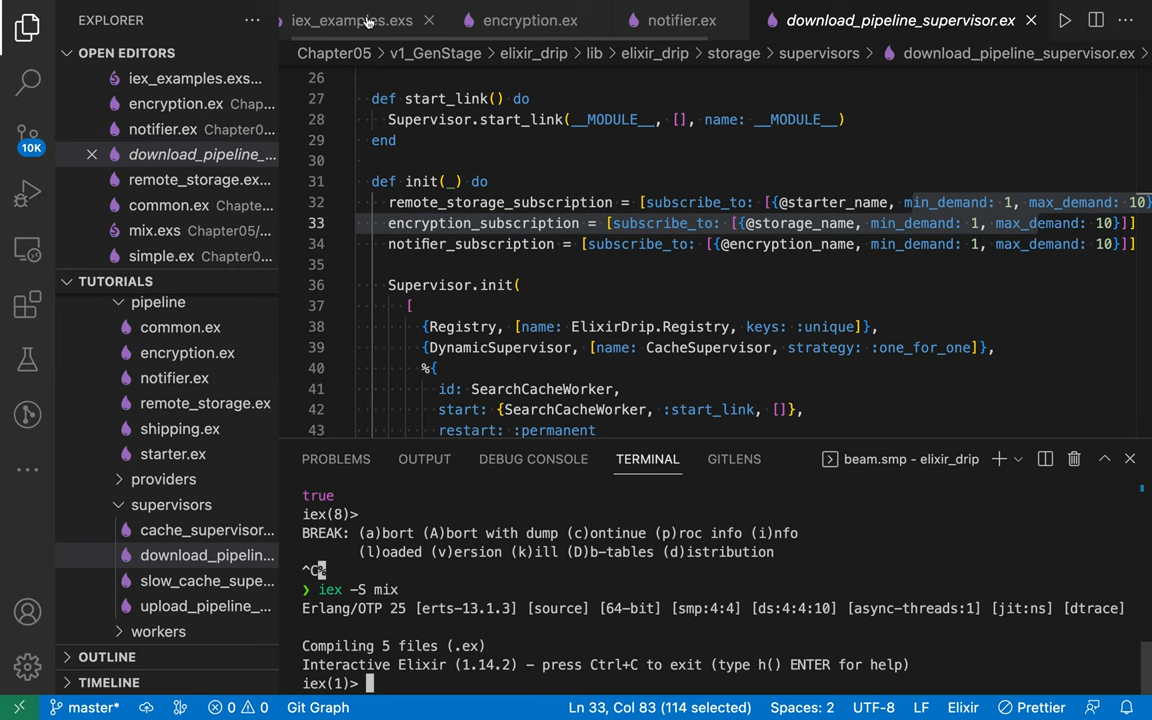 EXPLORER
iex_examples.exs
encryption.ex
notifier.ex
download_pipeline_supervisor.ex
OPEN EDITORS
iex_examples.exs...
encryption.ex Chap...
notifier.ex Chapter0...
download_pipeline_...
remote_storage.ex...
common.ex Chapte...
mix.exs Chapter05/...
simple.ex Chapter0...
TUTORIALS
pipeline
common.ex
encryption.ex
notifier.ex
remote_storage.ex
shipping.ex
starter.ex
providers
supervisors
cache_supervisor...
download_pipelin...
slow_cache_supe...
upload_pipeline_...
workers
OUTLINE
TIMELINE
10K
Chapter05 > v1_GenStage > elixir_drip > lib > elixir_drip > storage > supervisors > download_pipeline_supervisor.ex >
26
27 def start_link() do
28 Supervisor.start_link(__MODULE__, [], name: __MODULE__)
29 end
30
31 def init(_) do
32 remote_storage_subscription = [subscribe_to: [{@starter_name, min_demand: 1, max_demand: 10}
33 encryption_subscription = [subscribe_to: [{@storage_name, min_demand: 1, max_demand: 10}]]
34 notifier_subscription = [subscribe_to: [{@encryption_name, min_demand: 1, max_demand: 10}]]
35
36 Supervisor.init(
37 [
38 {Registry, [name: ElixirDrip.Registry, keys: :unique]},
39 {DynamicSupervisor, [name: CacheSupervisor, strategy: :one_for_one]},
40 %{
41 id: SearchCacheWorker,
42 start: {SearchCacheWorker, :start_link, []},
43 restart: :permanent
PROBLEMS OUTPUT DEBUG CONSOLE TERMINAL GITLENS
beam.smp - elixir_drip
true
iex(8)>
BREAK: (a)bort (A)bort with dump (c)ontinue (p)roc info (i)nfo
(l)oaded (v)ersion (k)ill (D)b-tables (d)istribution
^C%
❯ iex -S mix
Erlang/OTP 25 [erts-13.1.3] [source] [64-bit] [smp:4:4] [ds:4:4:10] [async-threads:1] [jit:ns] [dtrace]
Compiling 5 files (.ex)
Interactive Elixir (1.14.2) - press Ctrl+C to exit (type h() ENTER for help)
iex(1)>
master* 0 0 Git Graph Ln 33, Col 83 (114 selected) Spaces: 2 UTF-8 LF Elixir Prettier